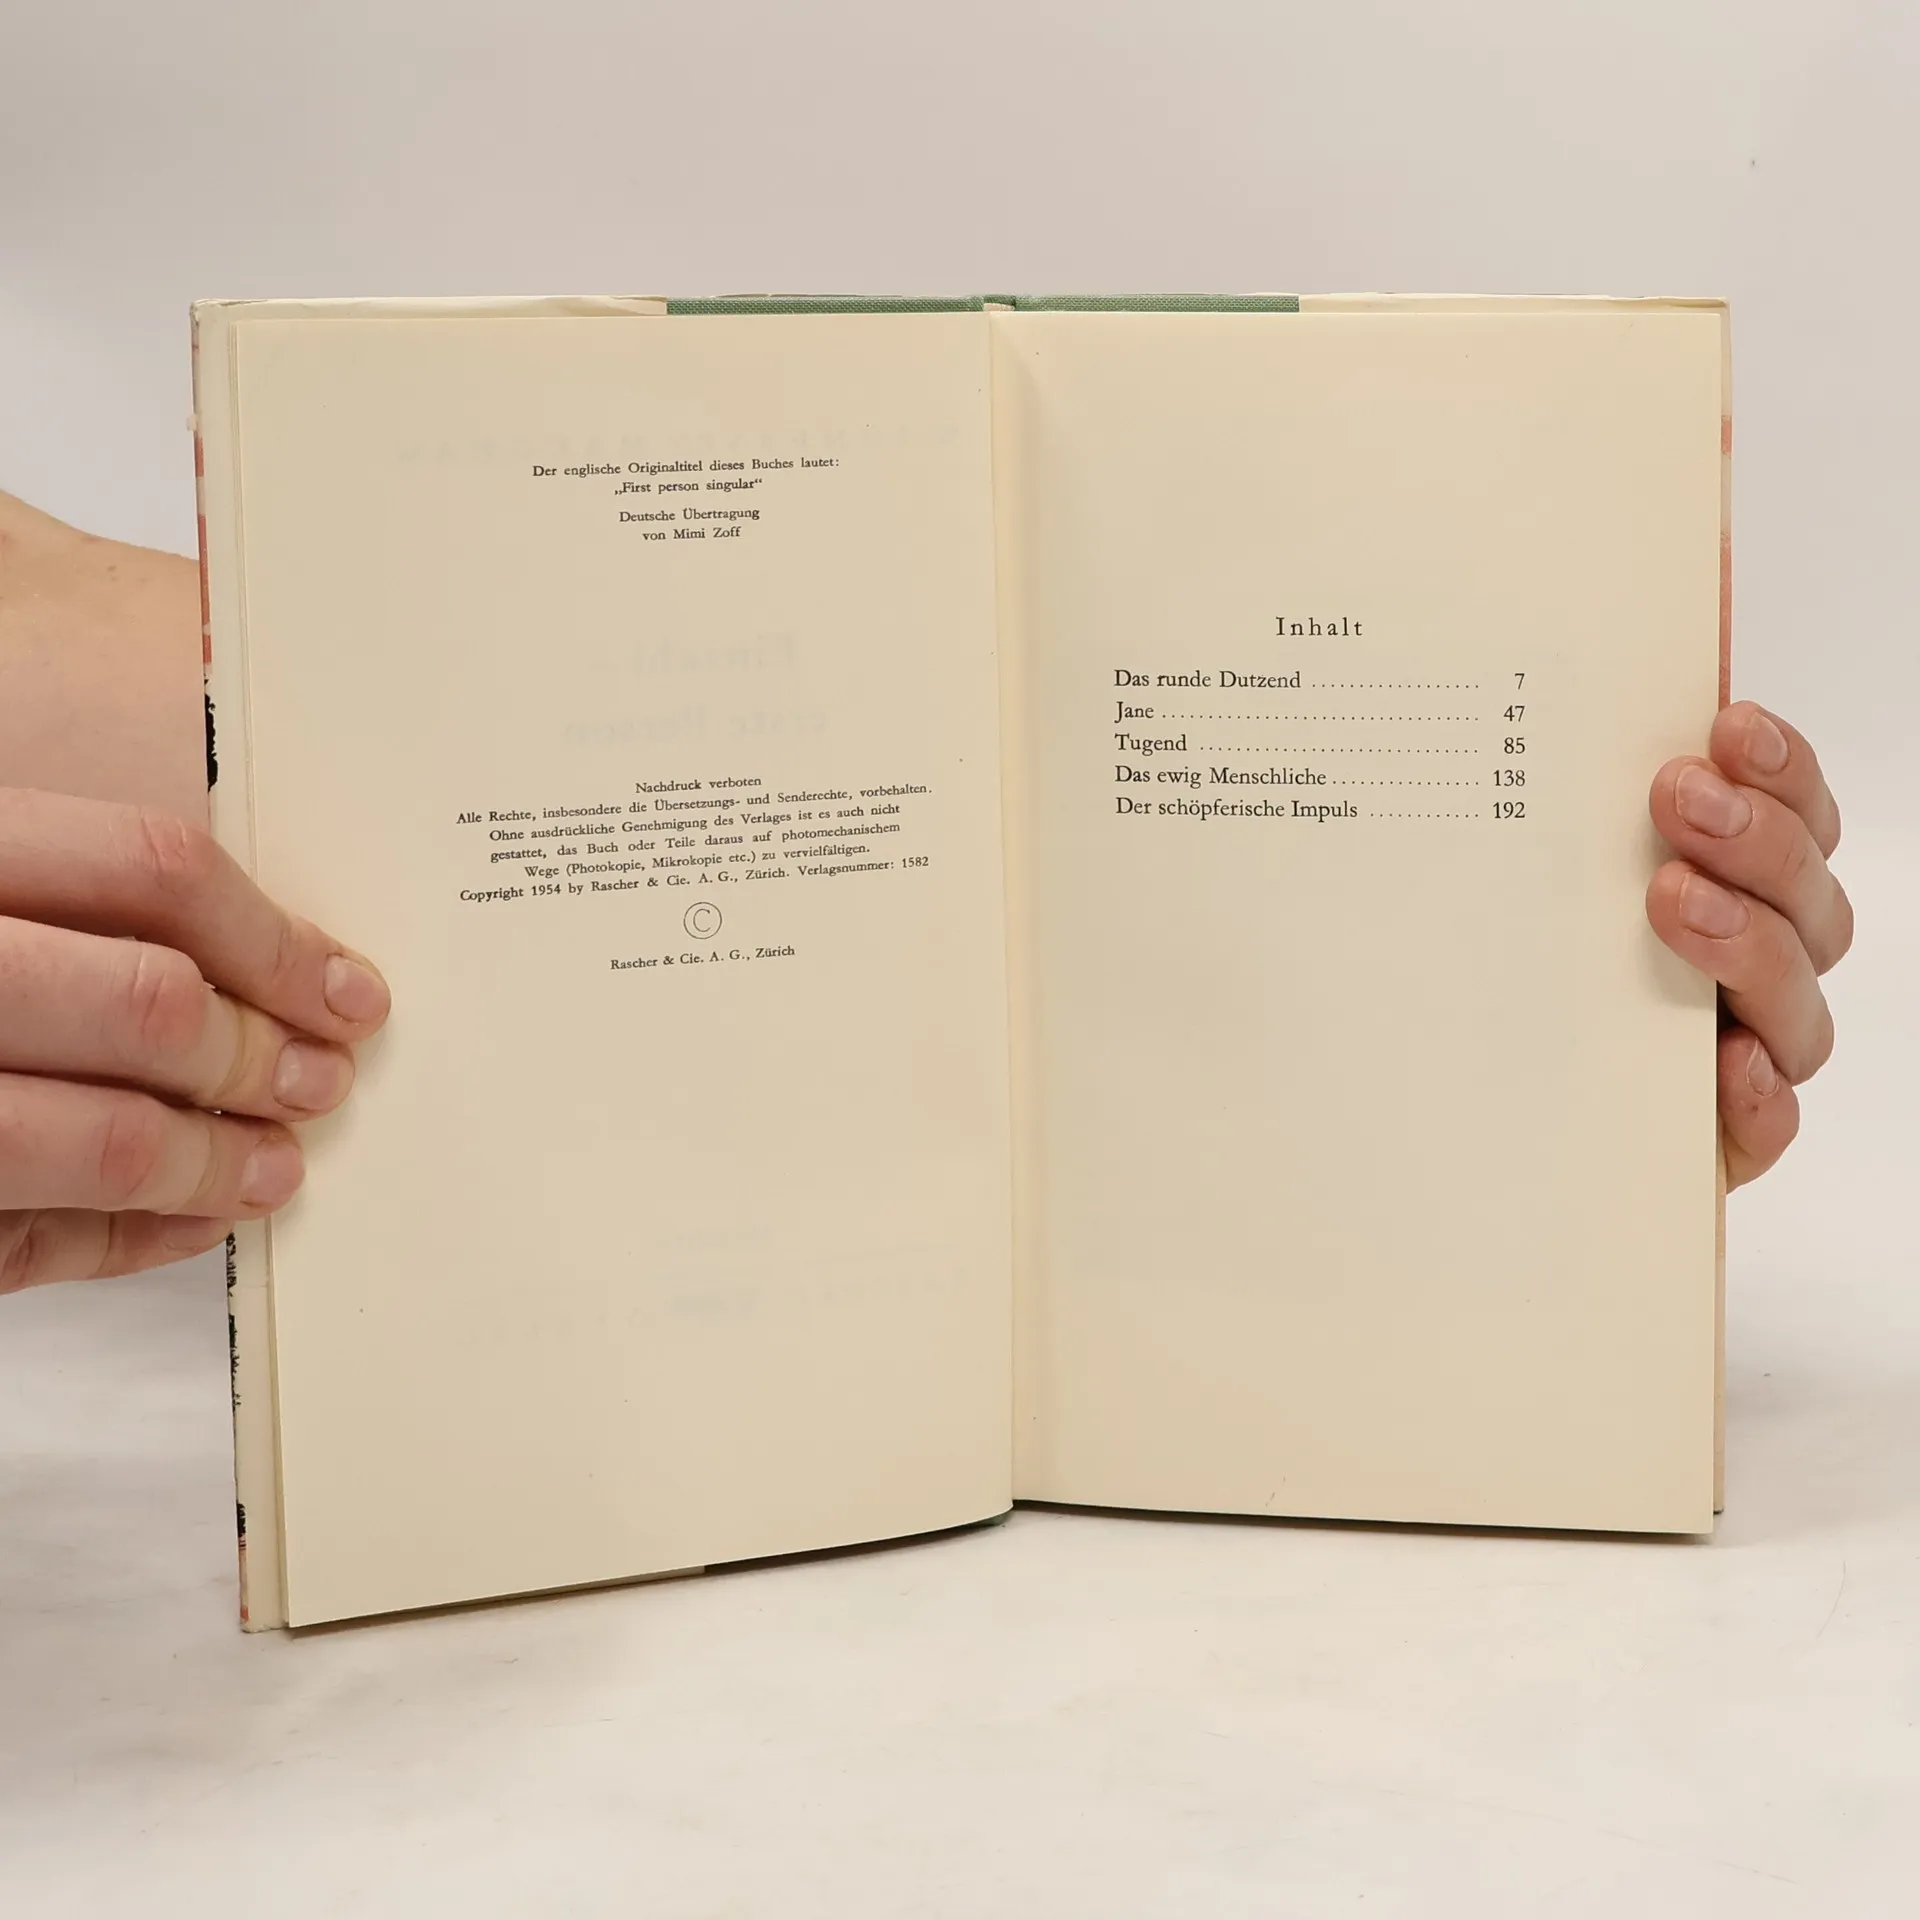 Der englische Originaltitel dieses Buches lautet:
„First person singular“
Deutsche Übertragung
von Mimi Zoff
Nachdruck verboten
Alle Rechte, insbesondere die Übersetzungs- und Senderechte, vorbehalten.
Ohne ausdrückliche Genehmigung des Verlages ist es auch nicht
gestattet, das Buch oder Teile daraus auf photomechanischem
Wege (Photokopie, Mikrokopie etc.) zu vervielfältigen.
Copyright 1954 by Rascher & Cie. A. G., Zürich. Verlagsnummer: 1582
©
Rascher & Cie. A. G., Zürich
Inhalt
Das runde Dutzend .................. 7
Jane .................................. 47
Tugend .............................. 85
Das ewig Menschliche ................ 138
Der schöpferische Impuls ............ 192